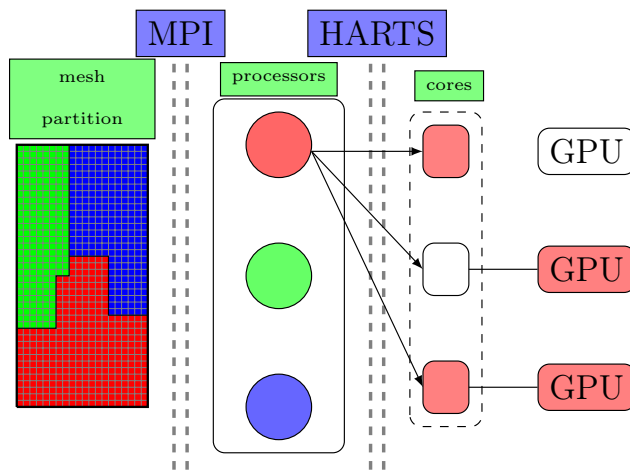 MPI
HARTS
mesh
partition
processors
cores
GPU
GPU
GPU